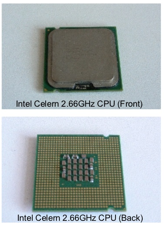 Intel Celern 2.66GHz CPU (Front)
Intel Celern 2.66GHz CPU (Back)